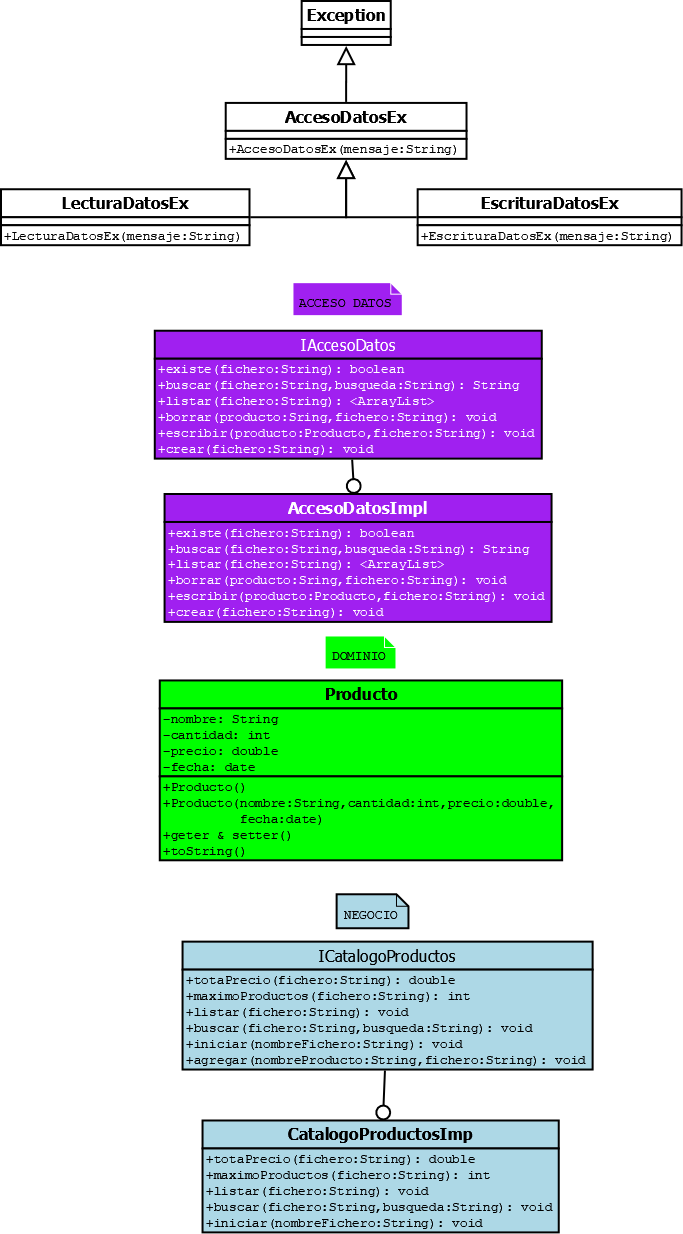 Exception
AccesoDatosEx
+AccesoDatosEx(mensaje:String)
LecturaDatosEx
+LecturaDatosEx(mensaje:String)
EscrituraDatosEx
+EscrituraDatosEx(mensaje:String)
ACCESO DATOS
IAccesoDatos
+existe(fichero:String): boolean
+buscar(fichero:String,busqueda:String): String
+listar(fichero:String): <ArrayList>
+borrar(producto:Sring,fichero:String): void
+escribir(producto:Producto,fichero:String): void
+crear(fichero:String): void
AccesoDatosImpl
+existe(fichero:String): boolean
+buscar(fichero:String,busqueda:String): String
+listar(fichero:String): <ArrayList>
+borrar(producto:Sring,fichero:String): void
+escribir(producto:Producto,fichero:String): void
+crear(fichero:String): void
DOMINIO
Producto
-nombre: String
-cantidad: int
-precio: double
-fecha: date
+Producto()
+Producto(nombre:String,cantidad:int,precio:double,
fecha:date)
+geter & setter()
+toString()
NEGOCIO
ICatalogoProductos
+totaPrecio(fichero:String): double
+maximoProductos(fichero:String): int
+listar(fichero:String): void
+buscar(fichero:String,busqueda:String): void
+iniciar(nombreFichero:String): void
+agregar(nombreProducto:String,fichero:String): void
CatalogoProductosImp
+totaPrecio(fichero:String): double
+maximoProductos(fichero:String): int
+listar(fichero:String): void
+buscar(fichero:String,busqueda:String): void
+iniciar(nombreFichero:String): void